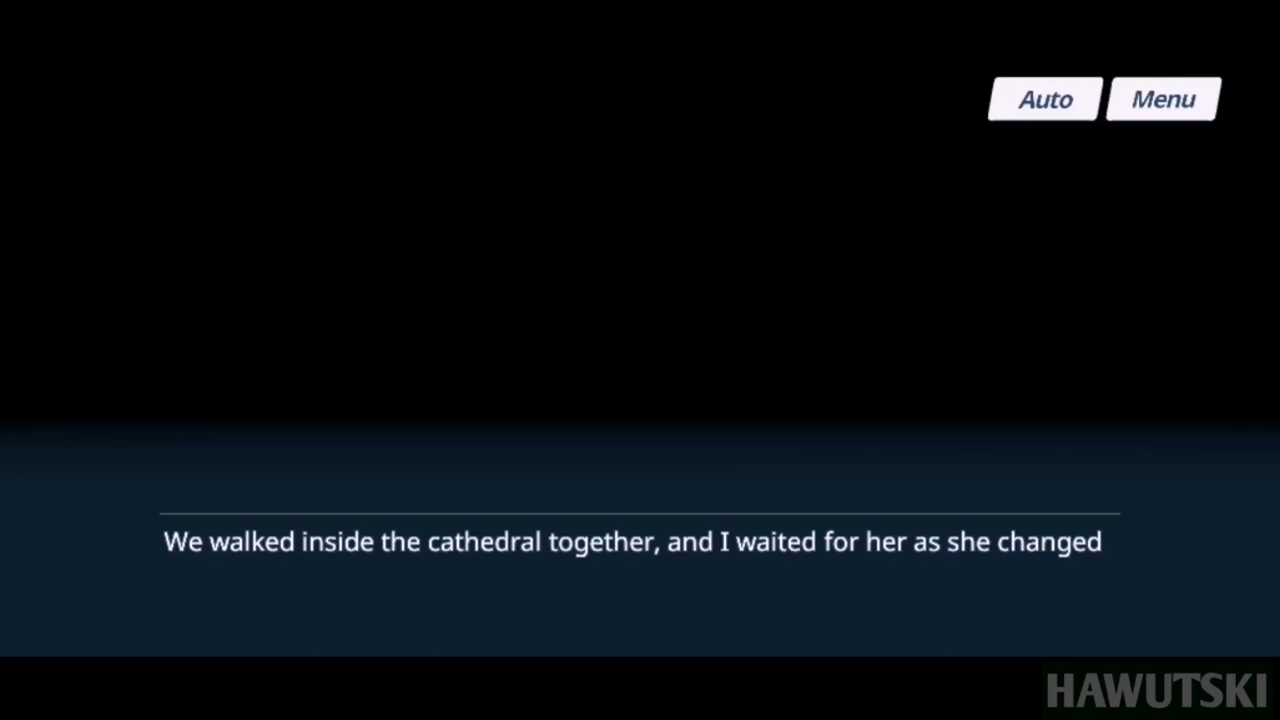 Auto Menu
We walked inside the cathedral together, and I waited for her as she changed
HAWUTSKI